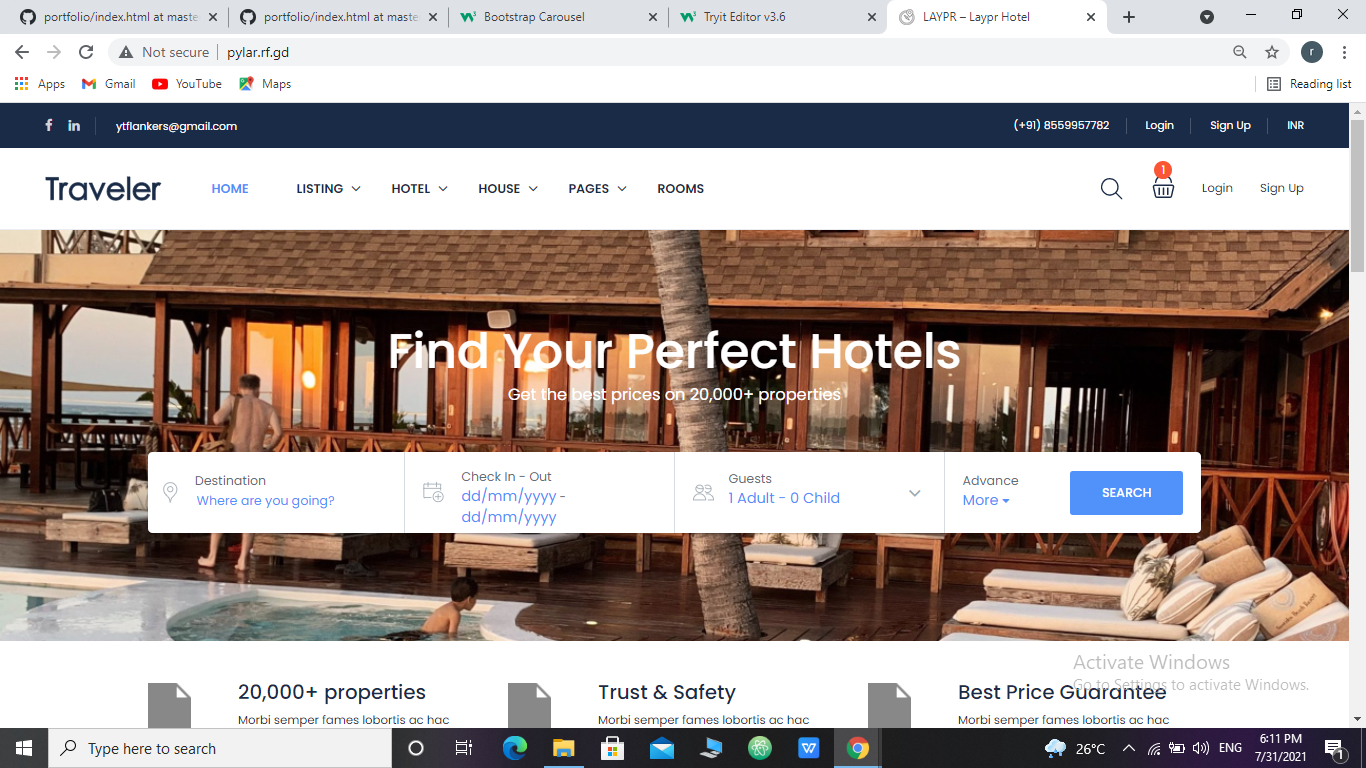 portfolio/index.html at maste
portfolio/index.html at maste
Bootstrap Carousel
Tryit Editor v3.6
LAYPR – Laypr Hotel
Not secure
pylar.rf.gd
r
Apps
Gmail
YouTube
Maps
Reading list
ytflankers@gmail.com
(+91) 8559957782
Login
Sign Up
INR
Traveler
HOME
LISTING
HOTEL
HOUSE
PAGES
ROOMS
1
Login
Sign Up
Find Your Perfect Hotels
Get the best prices on 20,000+ properties
Destination
Where are you going?
Check In - Out
dd/mm/yyyy -
dd/mm/yyyy
Guests
1 Adult - 0 Child
Advance
More
SEARCH
Activate Windows
Go to Settings to activate Windows.
20,000+ properties
Morbi semper fames lobortis ac hac
Trust & Safety
Morbi semper fames lobortis ac hac
Best Price Guarantee
Morbi semper fames lobortis ac hac
Type here to search
26°C
ENG
6:11 PM
7/31/2021
1